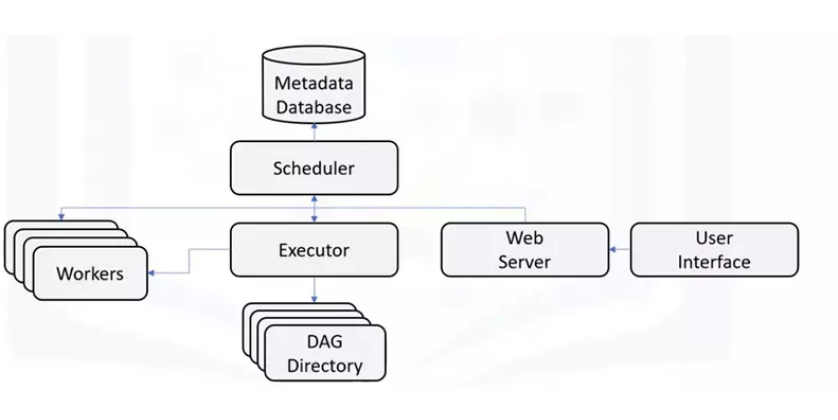 Metadata
Database
Scheduler
Workers
Executor
Web
Server
User
Interface
DAG
Directory